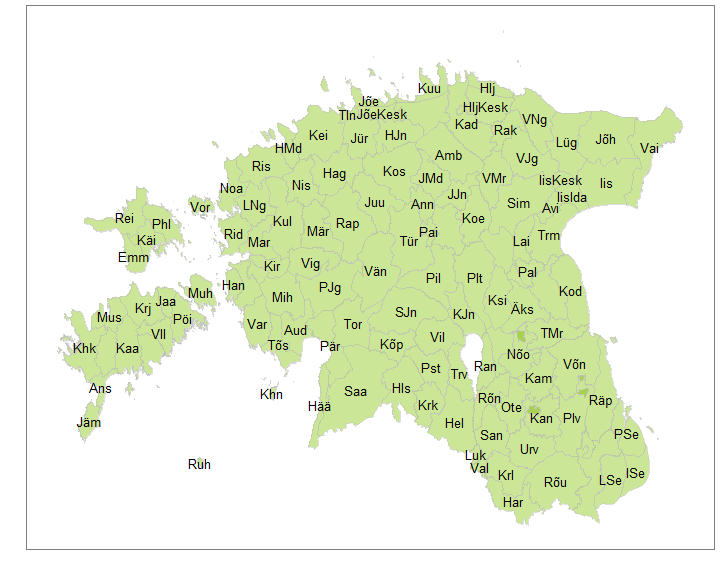 Kuu
Hlj
Jõe
HljKesk
Tln
JõeKesk
VNg
Kad
Rak
Kei
Jür
HJn
Lüg
Jõh
Vai
HMd
Amb
VJg
Ris
Hag
Kos
JMd
VMr
IisKesk
Iis
Noa
Nis
JJn
IisIda
LNg
Juu
Ann
Sim
Avi
Vor
Rei
Phl
Kul
Mär
Rap
Koe
Käi
Rid
Mar
Tür
Pai
Lai
Trm
Emm
Kir
Vig
Vän
Pil
Plt
Pal
Muh
Han
Mih
PJg
Kod
Krj
Jaa
Ksi
Äks
Mus
Pöi
SJn
KJn
Var
Aud
Tor
Vll
TMr
Khk
Kaa
Tõs
Pär
Kõp
Vil
Nõo
Pst
Trv
Ran
Võn
Kam
Ans
Khn
Saa
Hls
Rõn
Räp
Hää
Krk
Ote
Jäm
Hel
Kan
Plv
San
PSe
Ruh
Luk
Val
Urv
Krl
Rõu
LSe
ISe
Har